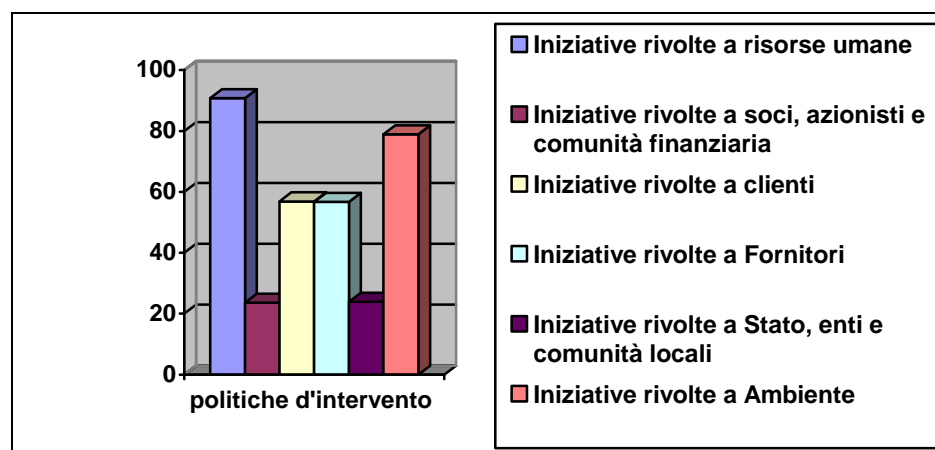 100
80
60
40
20
0
politiche d'intervento
Iniziative rivolte a risorse umane
Iniziative rivolte a soci, azionisti e
comunità finanziaria
Iniziative rivolte a clienti
Iniziative rivolte a Fornitori
Iniziative rivolte a Stato, enti e
comunità locali
Iniziative rivolte a Ambiente